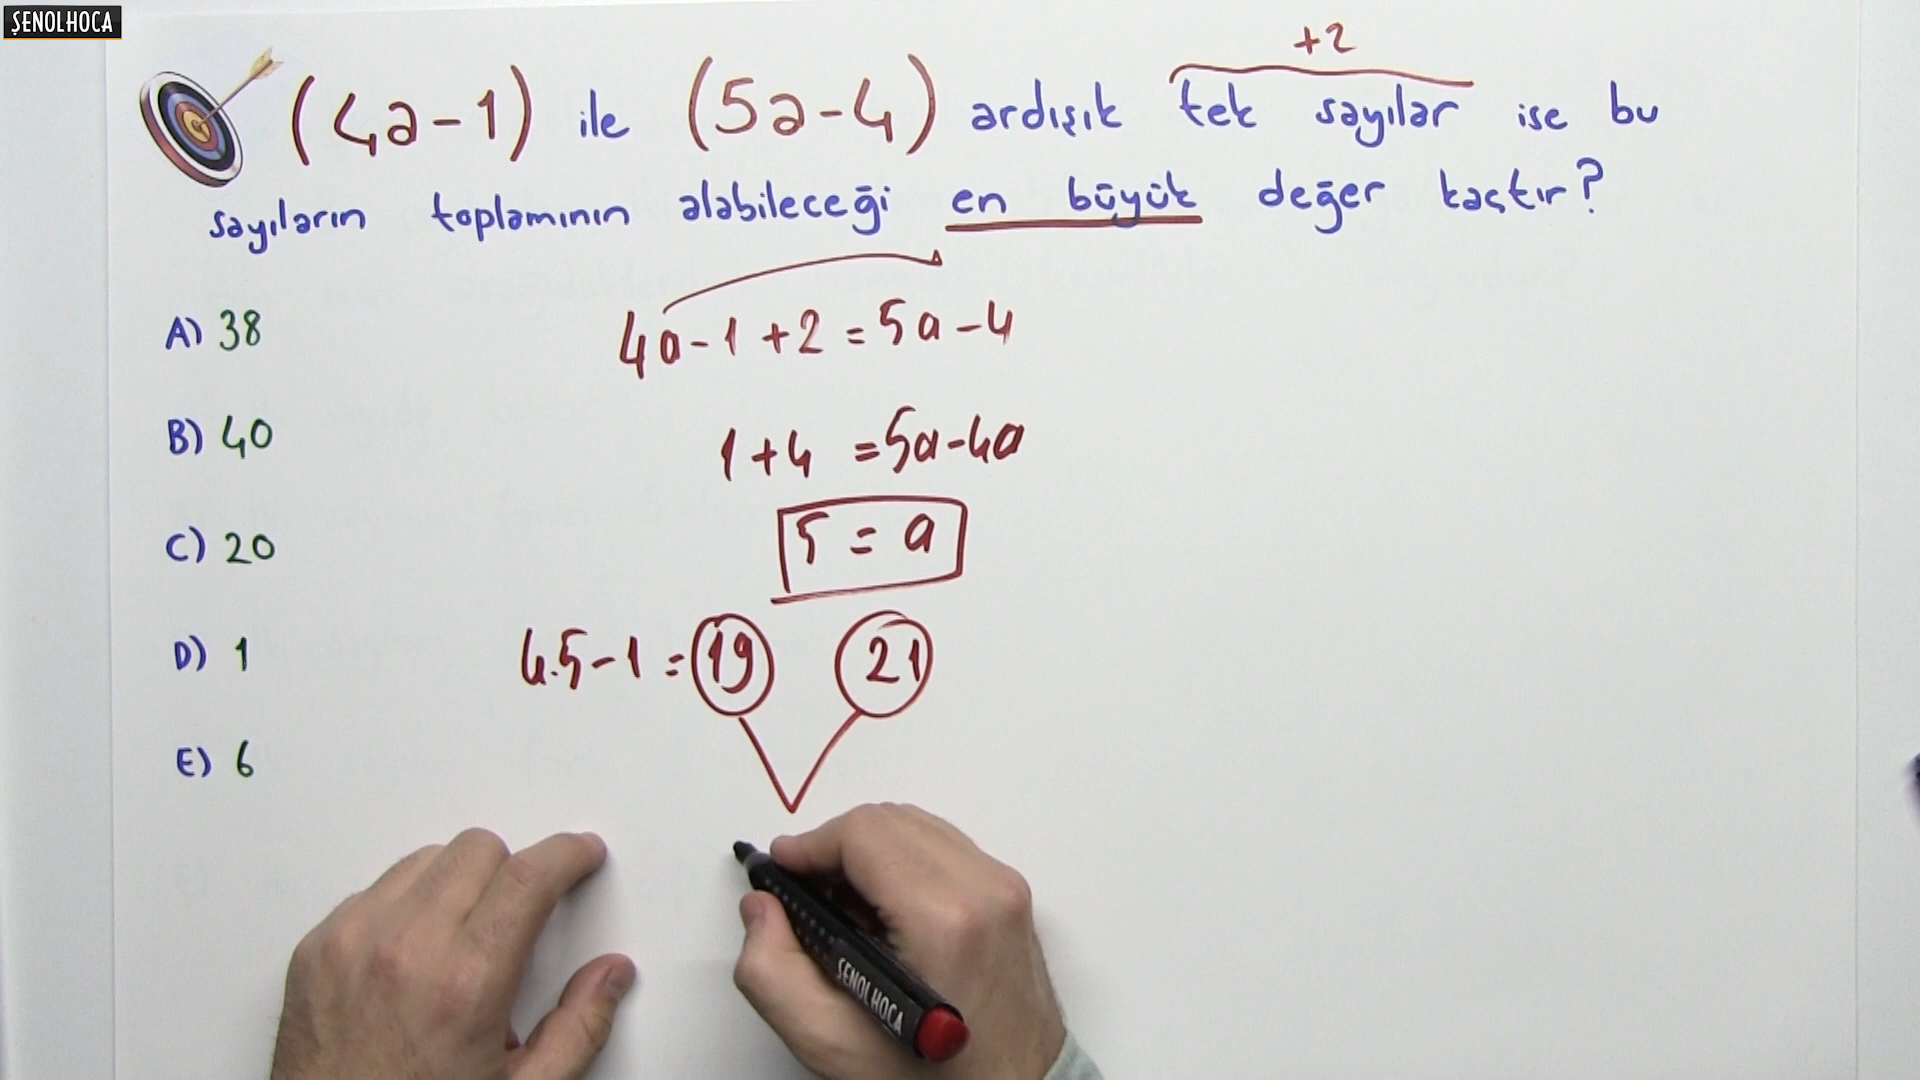 ŞENOLHOCA
+2
(4a-1) ile (5a-4) ardışık tek sayılar ise bu
sayıların toplamının alabileceği en büyük değer kaçtır?
A) 38
4a-1+2=5a-4
B) 40
1+4 =5a-4a
C) 20
5 = a
D) 1
4.5-1=19 21
E) 6
ŞENOLHOCA